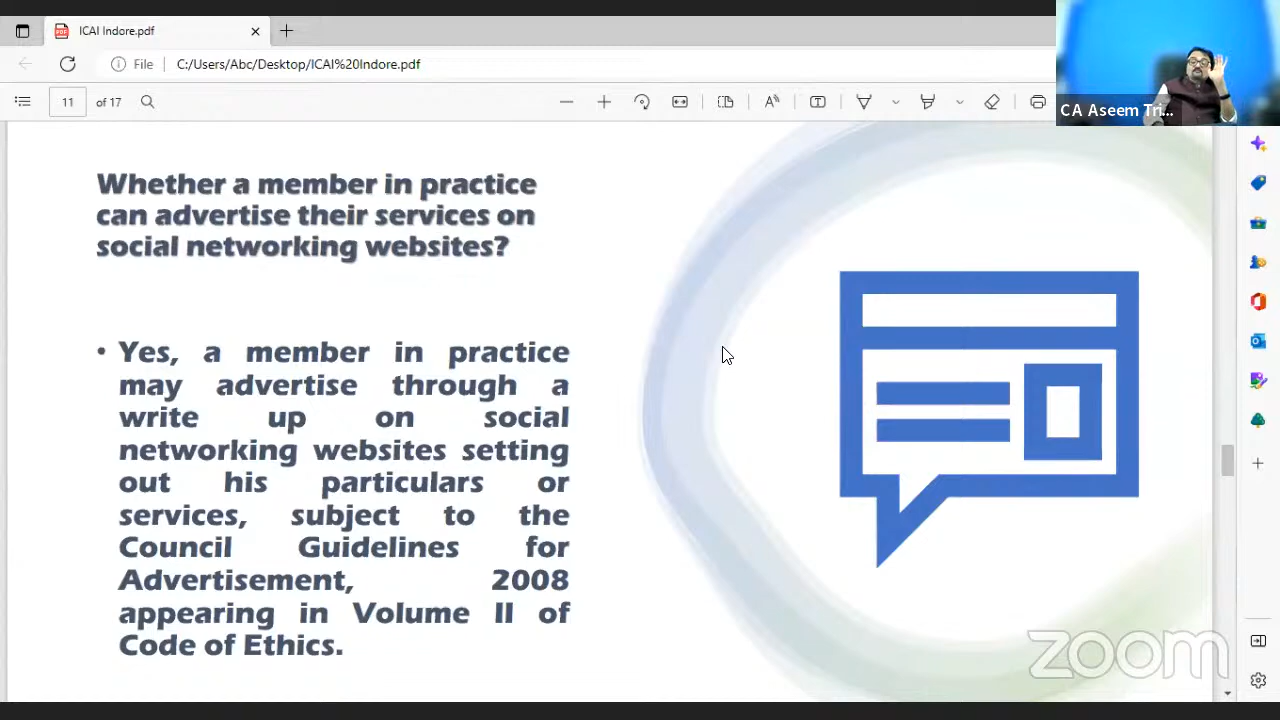 ICAI Indore.pdf
File
C:/Users/Abc/Desktop/ICAI%20Indore.pdf
11 of 17
CA Aseem Tri...
Whether a member in practice
can advertise their services on
social networking websites?
• Yes, a member in practice
may advertise through a
write up on social
networking websites setting
out his particulars or
services, subject to the
Council Guidelines for
Advertisement, 2008
appearing in Volume II of
Code of Ethics.
zoom